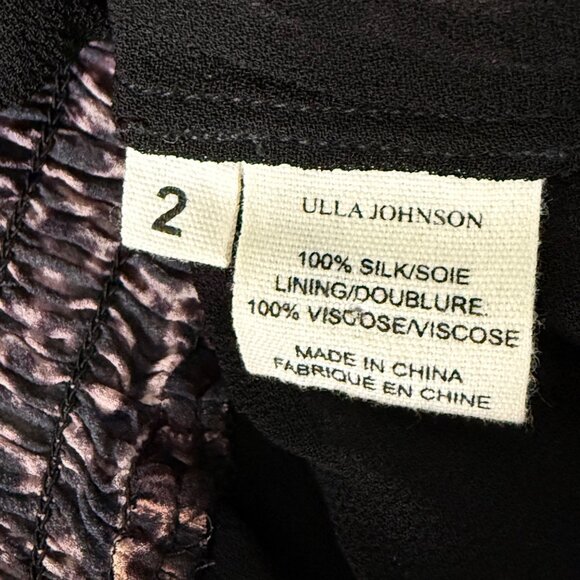 2
ULLA JOHNSON
100% SILK/SOIE
LINING/DOUBLURE
100% VISCOSE/VISCOSE
MADE IN CHINA
FABRIQUÉ EN CHINE